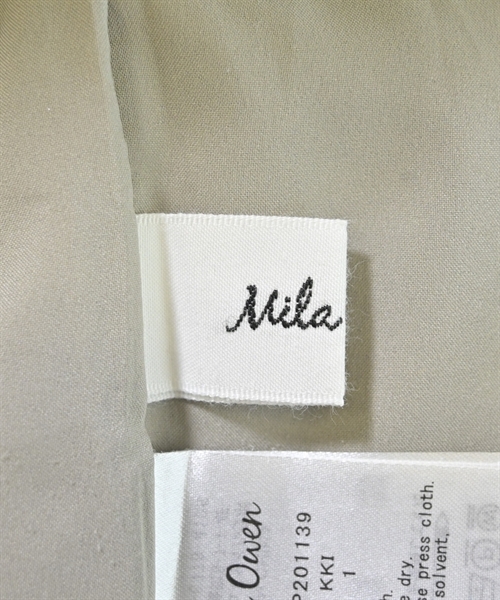 Mila
Owen
P201139
KKI
1
e dry.
se press cloth.
solvent,